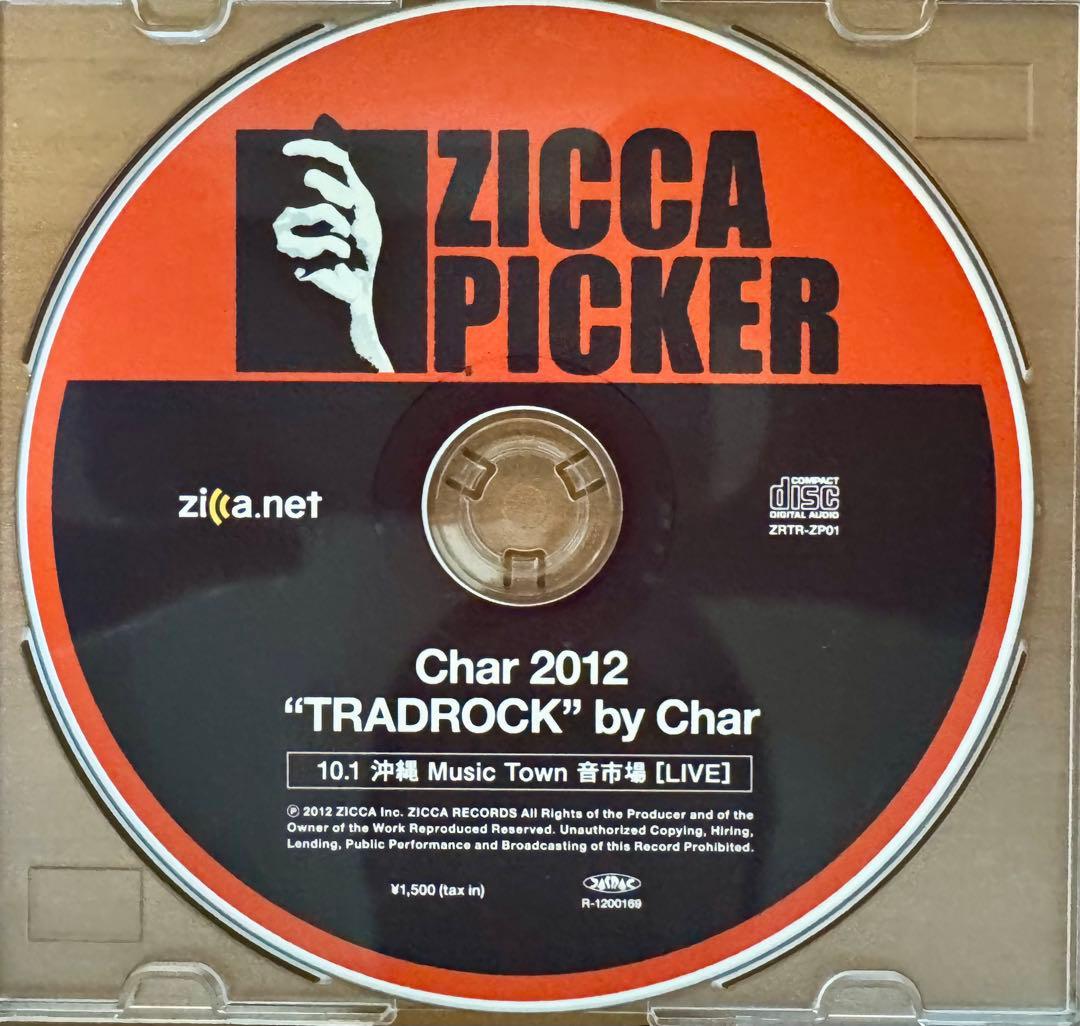 ZICCA
PICKER
zicca.net
COMPACT
disc
DIGITAL AUDIO
ZRTR-ZP01
Char 2012
“TRADROCK” by Char
10.1 沖縄 Music Town 音市場 [LIVE]
Ⓟ 2012 ZICCA Inc. ZICCA RECORDS All Rights of the Producer and of the
Owner of the Work Reproduced Reserved. Unauthorized Copying, Hiring,
Lending, Public Performance and Broadcasting of this Record Prohibited.
¥1,500 (tax in)
JASRAC
R-1200169